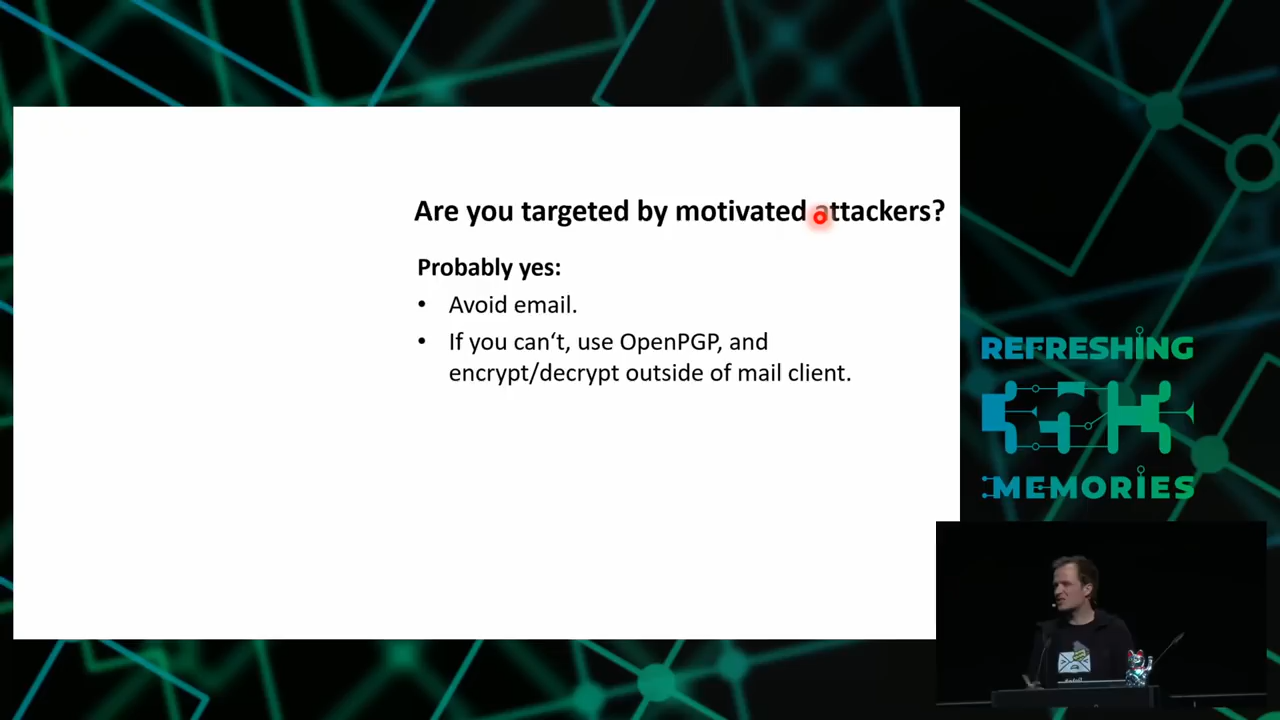 Are you targeted by motivated attackers?
Probably yes:
• Avoid email.
• If you can‘t, use OpenPGP, and
encrypt/decrypt outside of mail client.
REFRESHING
MEMORIES